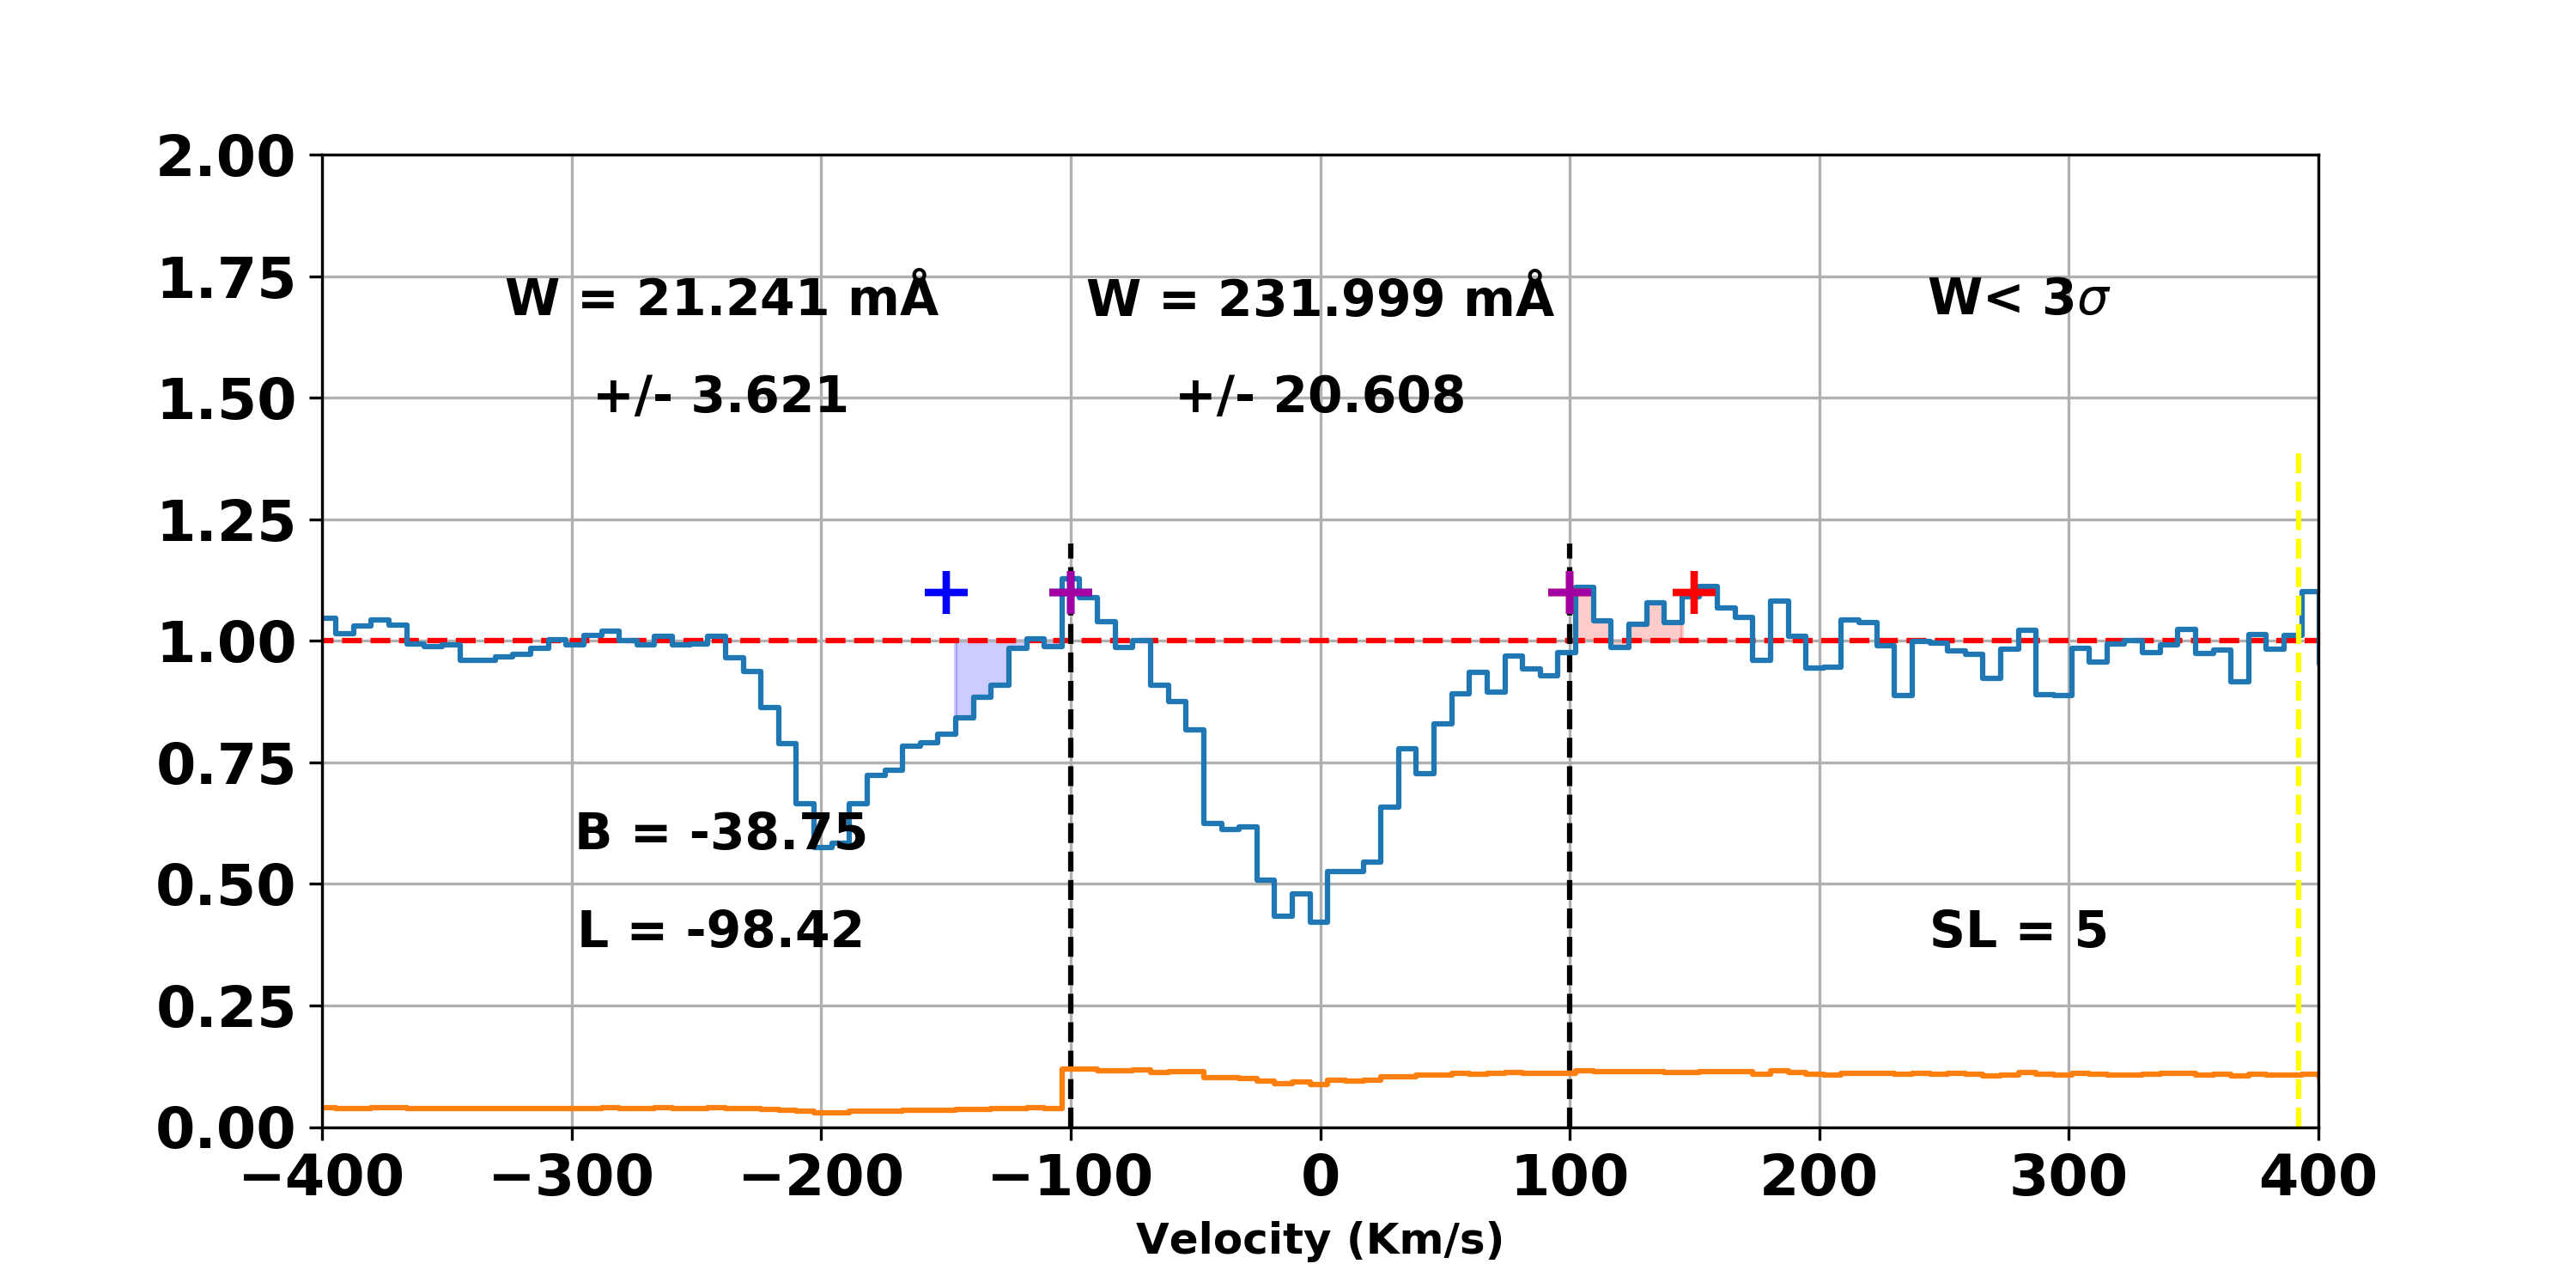 2.00
1.75
W = 21.241 mÅ W = 231.999 mÅ W< 3σ
1.50
+/- 3.621 +/- 20.608
1.25
1.00
0.75
B = -38.75
0.50
L = -98.42 SL = 5
0.25
0.00
−400 −300 −200 −100 0 100 200 300 400
Velocity (Km/s)